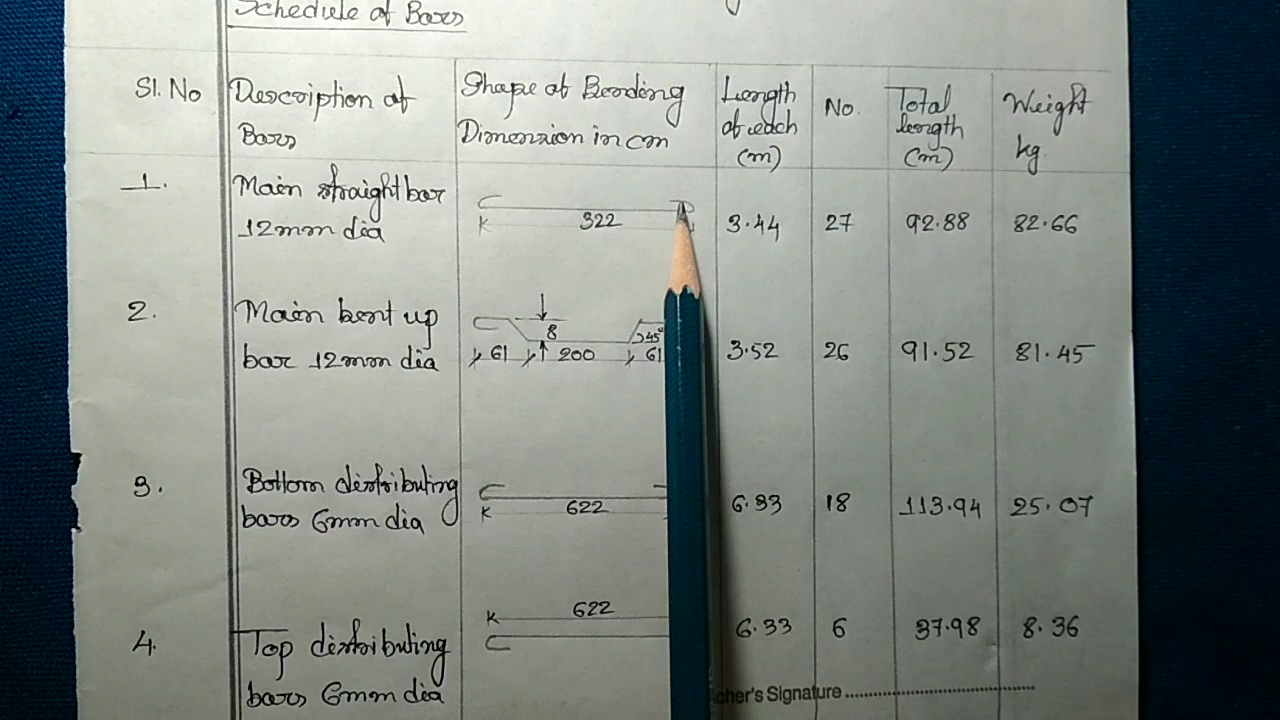 Schedule of Bars
Sl. No
Description of
Bars
Shape of Bending
Dimension in cm
Length
of each
(m)
No.
Total
length
(m)
Weight
kg.
1.
Main straight bar
12mm dia
322
3.44
27
92.88
82.66
2.
Main bent up
bar 12mm dia
8
45°
61
200
61
3.52
26
91.52
81.45
3.
Bottom distributing
bars 6mm dia
622
6.33
18
113.94
25.07
4.
Top distributing
bars 6mm dia
622
6.33
6
37.98
8.36
cher's Signature